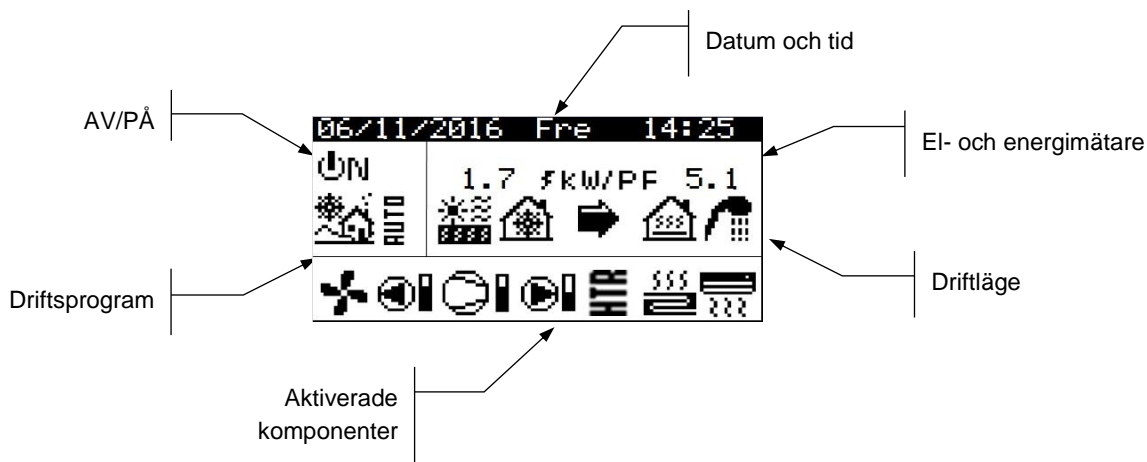 Datum och tid
AV/PÅ
06/11/2016 Fre 14:25
El- och energimätare
ON
1.7 kW/PF 5.1
AUTO
Driftsprogram
Driftläge
HTR
Aktiverade
komponenter